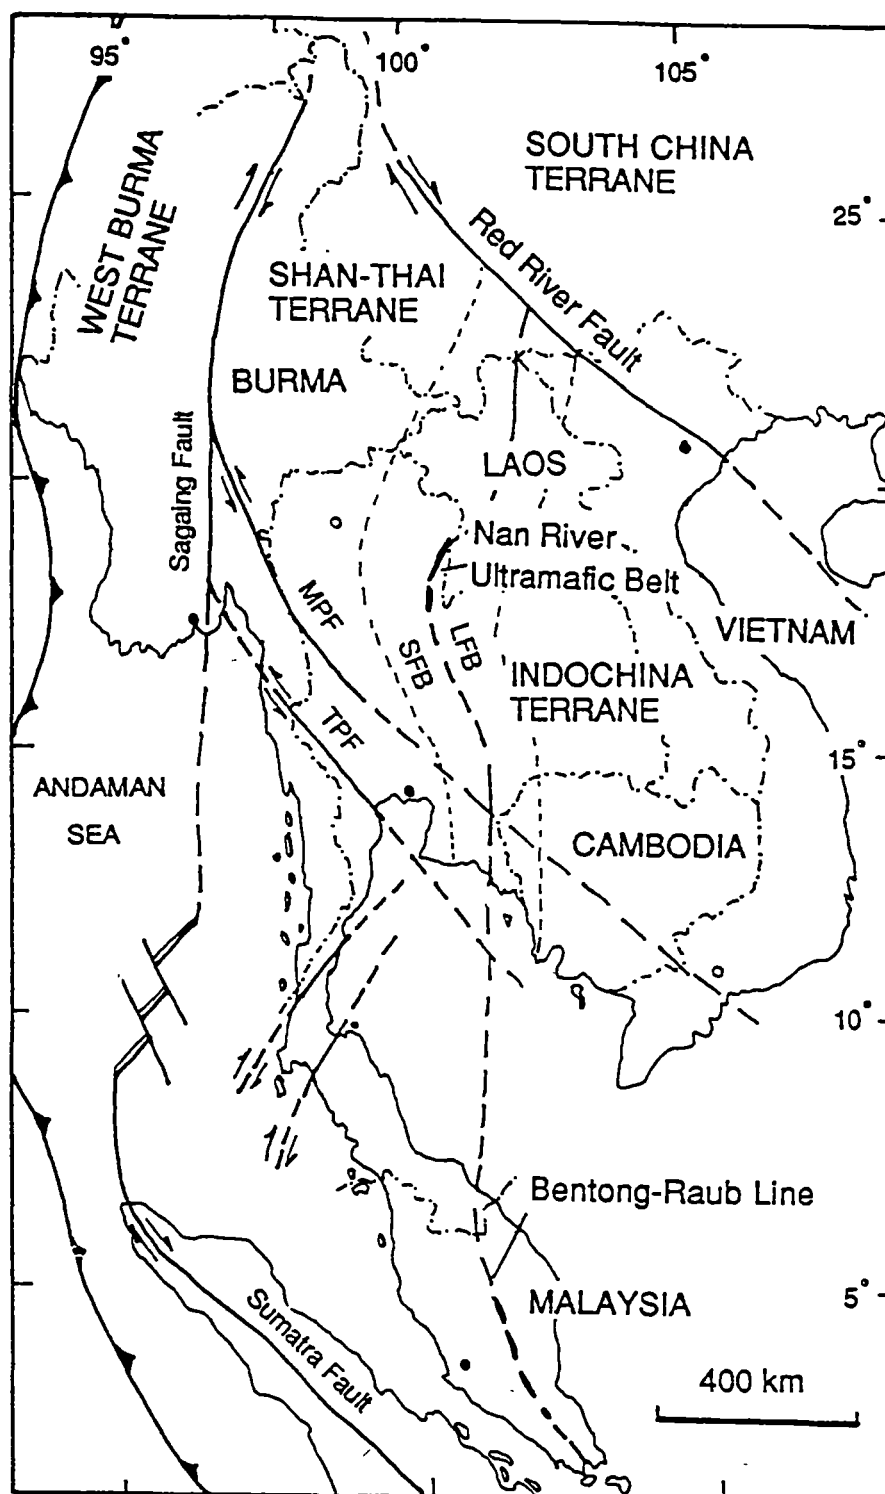 95°
100°
105°
SOUTH CHINA
TERRANE
WEST BURMA
TERRANE
25°
SHAN-THAI
TERRANE
Red River Fault
BURMA
Sagaing Fault
LAOS
Nan River
Ultramafic Belt
MPF
SFB
LFB
VIETNAM
INDOCHINA
TERRANE
TPF
15°
ANDAMAN
SEA
CAMBODIA
10°
Bentong-Raub Line
MALAYSIA
5°
Sumatra Fault
400 km